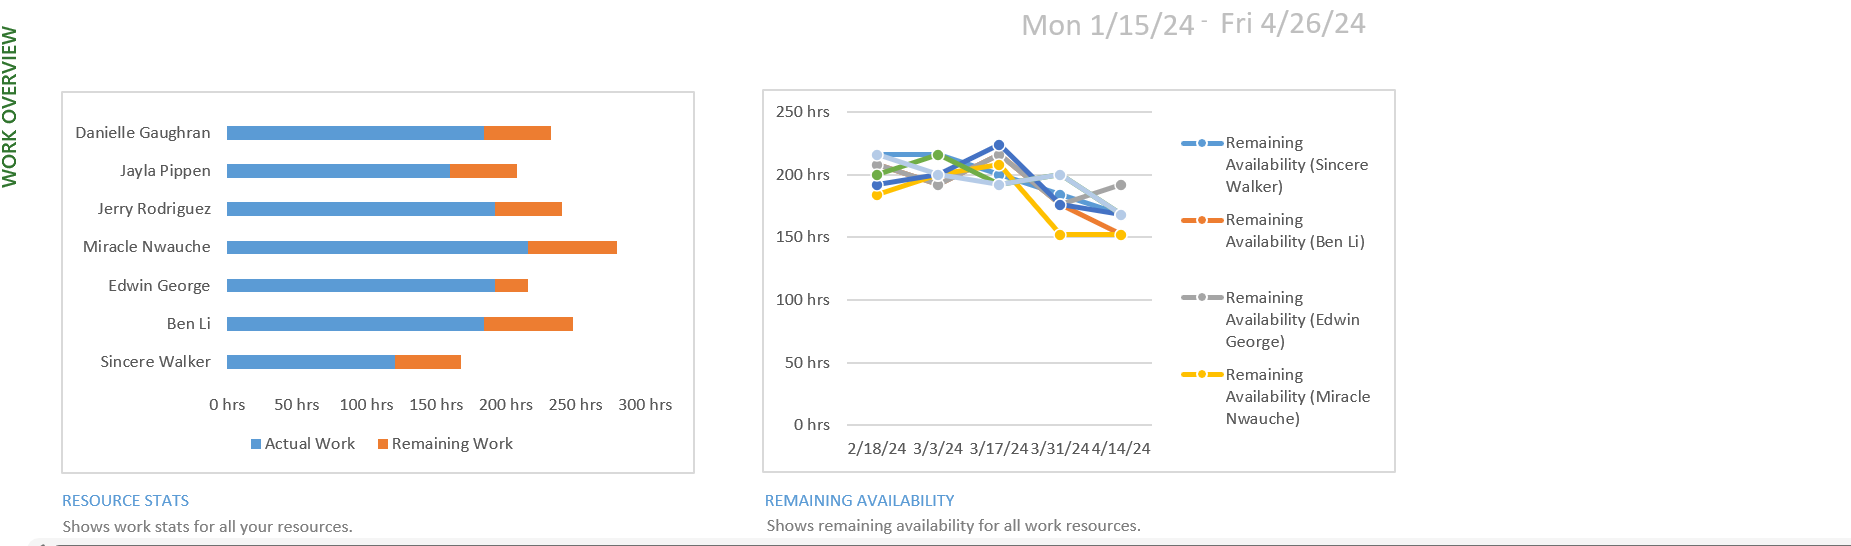 Mon 1/15/24 - Fri 4/26/24
WORK OVERVIEW
Danielle Gaughran
Jayla Pippen
Jerry Rodriguez
Miracle Nwauche
Edwin George
Ben Li
Sincere Walker
0 hrs 50 hrs 100 hrs 150 hrs 200 hrs 250 hrs 300 hrs
Actual Work Remaining Work
RESOURCE STATS
Shows work stats for all your resources.
250 hrs
200 hrs
150 hrs
100 hrs
50 hrs
0 hrs
2/18/24 3/3/24 3/17/24 3/31/24 4/14/24
Remaining
Availability (Sincere
Walker)
Remaining
Availability (Ben Li)
Remaining
Availability (Edwin
George)
Remaining
Availability (Miracle
Nwauche)
REMAINING AVAILABILITY
Shows remaining availability for all work resources.